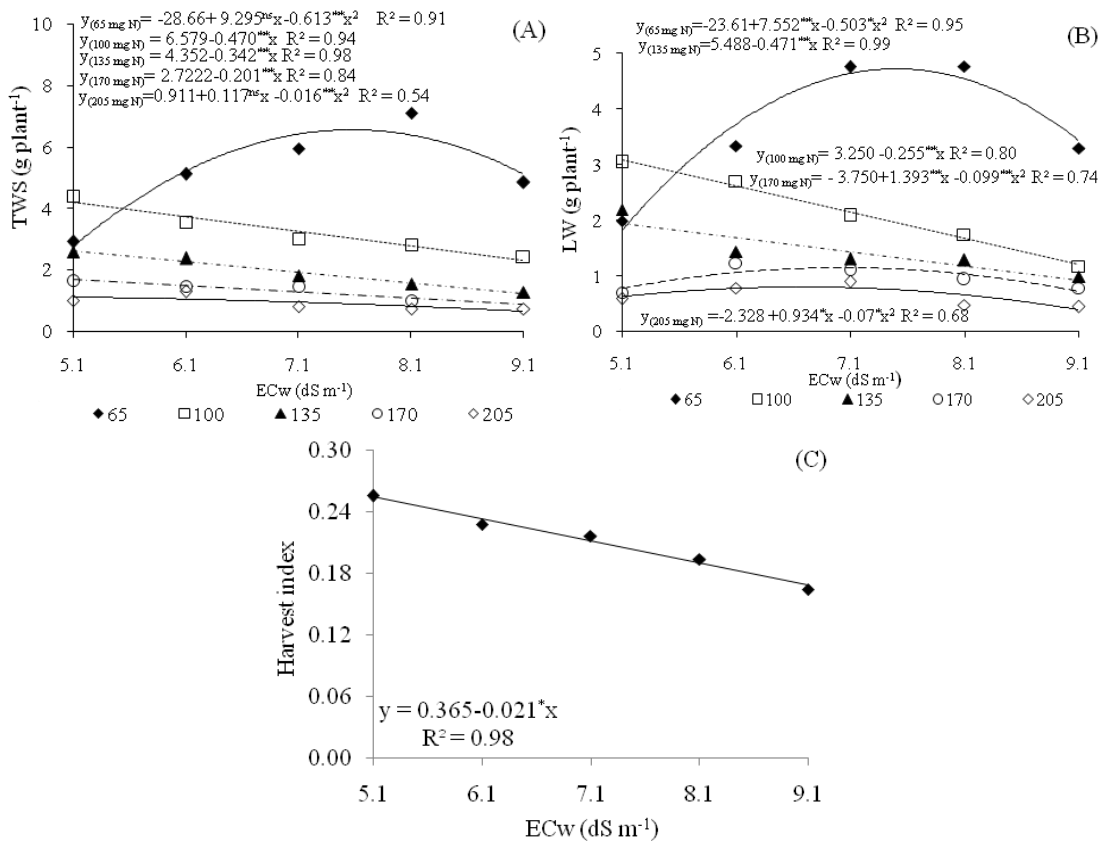 y(65 mg N) = -28.66+ 9.295ⁿˢx-0.613**x² R² = 0.91
(A)
y(100 mg N) = 6.579-0.470**x R² = 0.94
y(135 mg N) = 4.352-0.342**x R² = 0.98
y(170 mg N) = 2.7222-0.201**x R² = 0.84
y(205 mg N)=0.911+0.117ⁿˢx -0.016**x² R² = 0.54
TWS (g plant⁻¹)
10
8
6
4
2
0
5.1 6.1 7.1 8.1 9.1
ECw (dS m⁻¹)
65 100 135 170 205
y(65 mg N)=-23.61+7.552**x-0.503*x² R² = 0.95
y(135 mg N)=5.488-0.471**x R² = 0.99
(B)
y(100 mg N)= 3.250 -0.255**x R² = 0.80
y(170 mg N)= - 3.750+1.393**x -0.099**x² R² = 0.74
y(205 mg N)=-2.328 +0.934*x -0.07*x² R² = 0.68
LW (g plant⁻¹)
5
4
3
2
1
0
5.1 6.1 7.1 8.1 9.1
ECw (dS m⁻¹)
65 100 135 170 205
(C)
Harvest index
0.30
0.24
0.18
0.12
0.06
0.00
y = 0.365-0.021*x
R² = 0.98
5.1 6.1 7.1 8.1 9.1
ECw (dS m⁻¹)